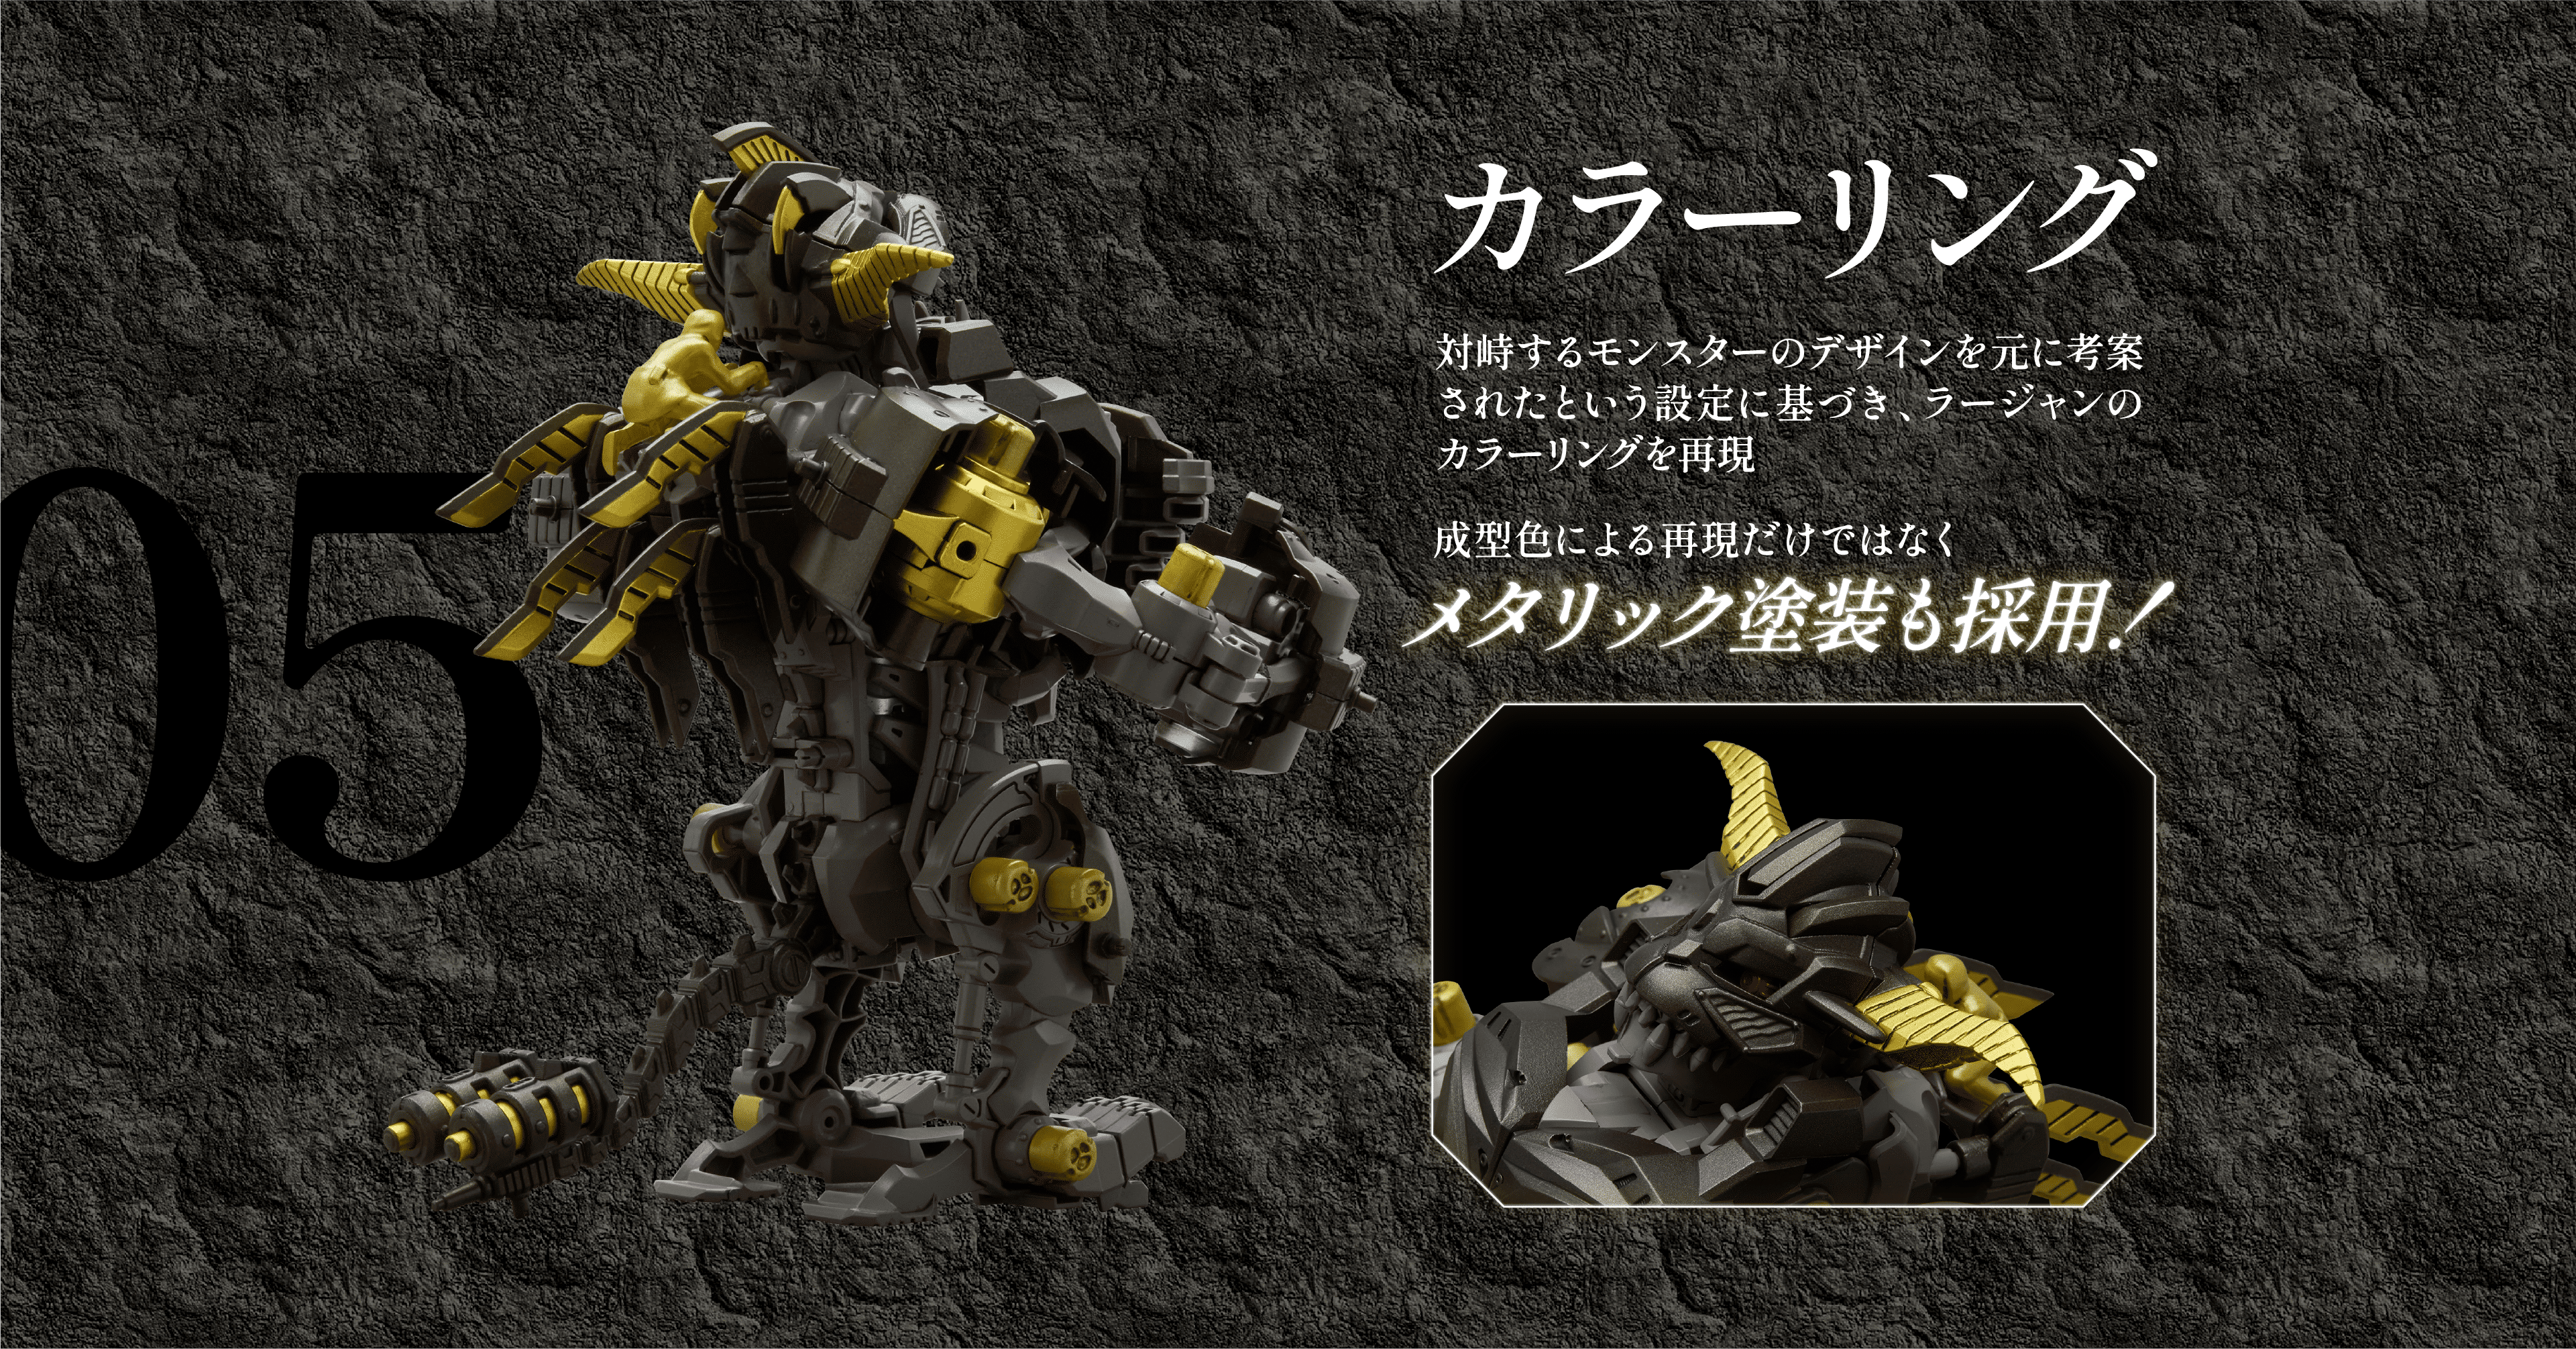 05
カラーリング
対峙するモンスターのデザインを元に考案
されたという設定に基づき、ラージャンの
カラーリングを再現
成型色による再現だけではなく
メタリック塗装も採用！